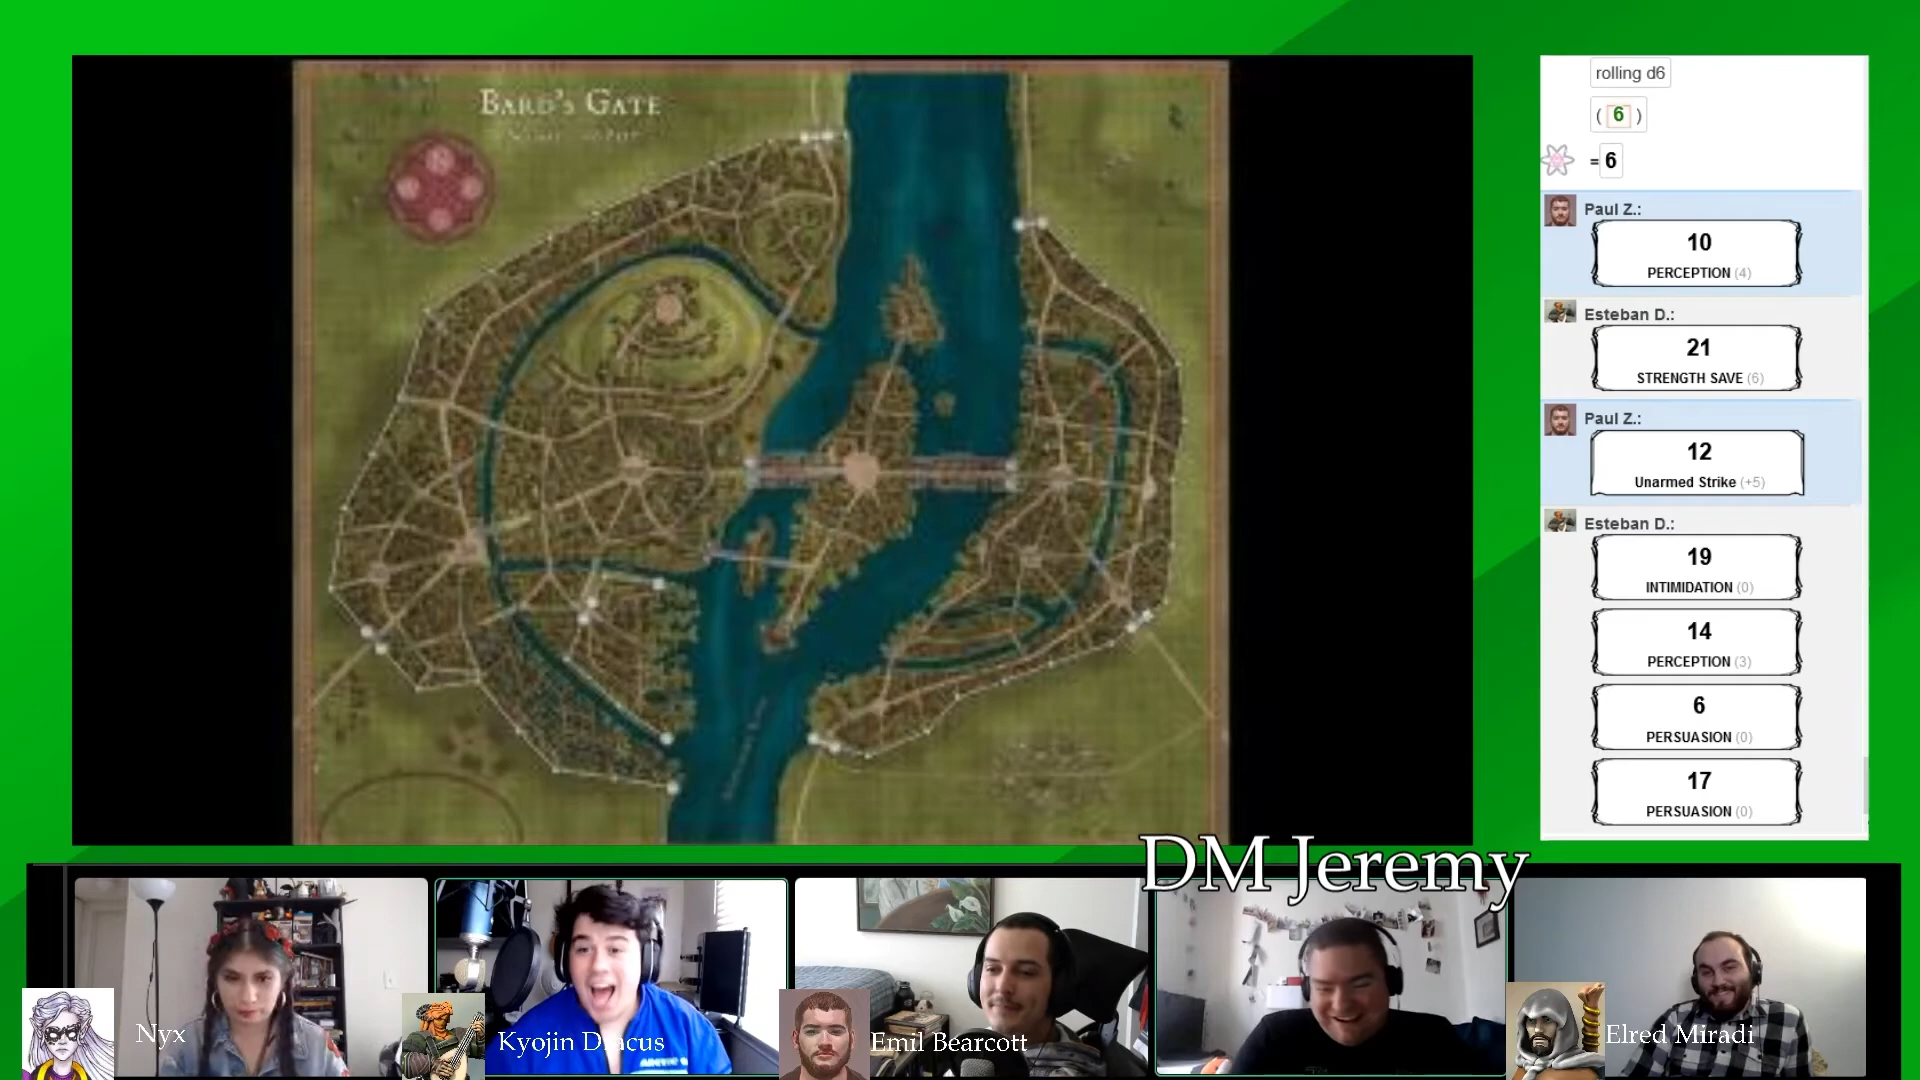 BARD'S GATE
rolling d6
( 6 )
= 6
Paul Z.:
10
PERCEPTION (4)
Esteban D.:
21
STRENGTH SAVE (6)
Paul Z.:
12
Unarmed Strike (+5)
Esteban D.:
19
INTIMIDATION (0)
14
PERCEPTION (3)
6
PERSUASION (0)
17
PERSUASION (0)
DM Jeremy
Nyx
Kyojin Dracus
Emil Bearcott
Elred Miradi